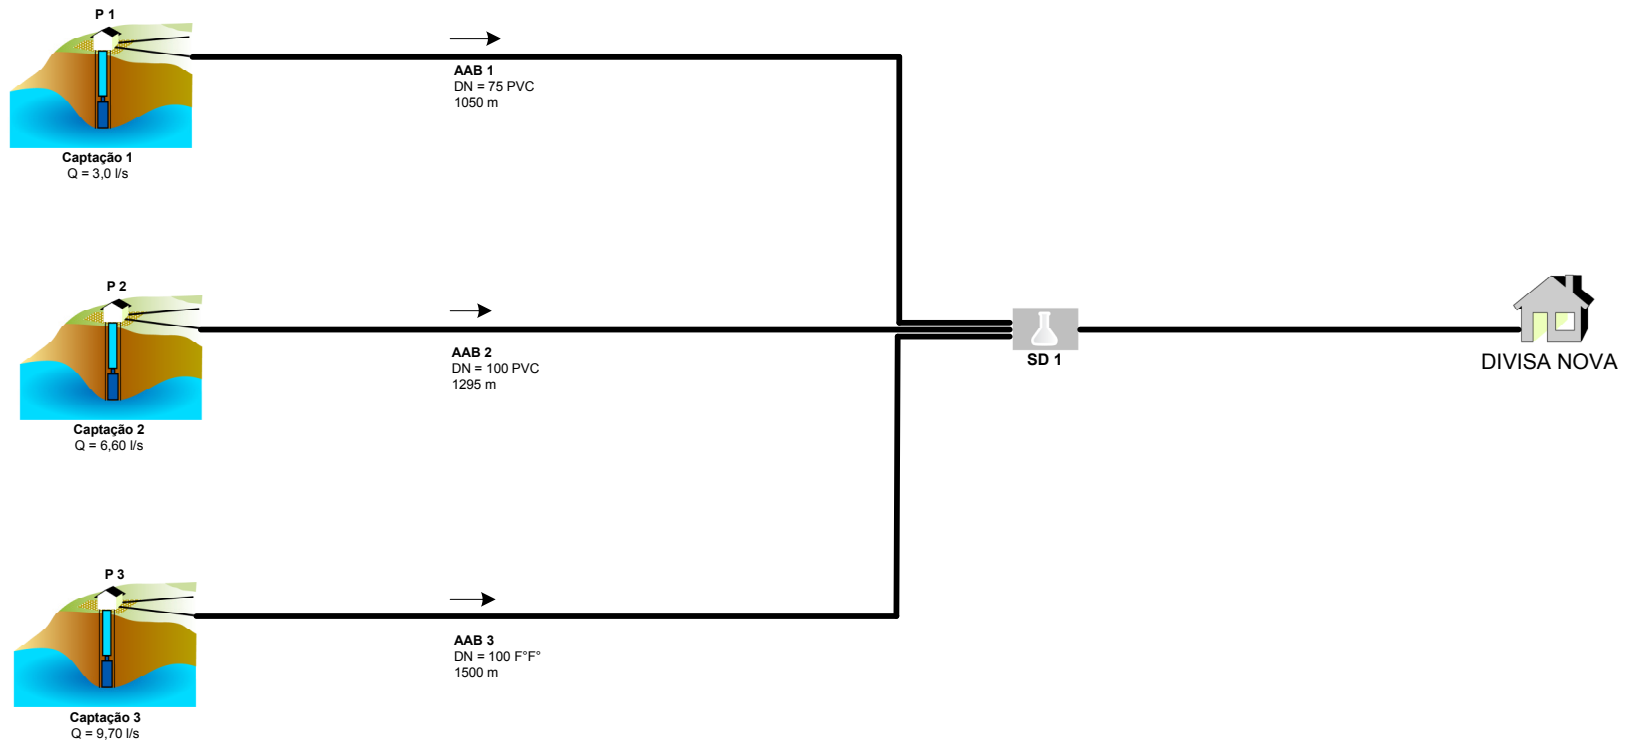 P 1
AAB 1
DN = 75 PVC
1050 m
Captação 1
Q = 3,0 l/s
P 2
AAB 2
DN = 100 PVC
1295 m
Captação 2
Q = 6,60 l/s
SD 1
DIVISA NOVA
P 3
AAB 3
DN = 100 F°F°
1500 m
Captação 3
Q = 9,70 l/s